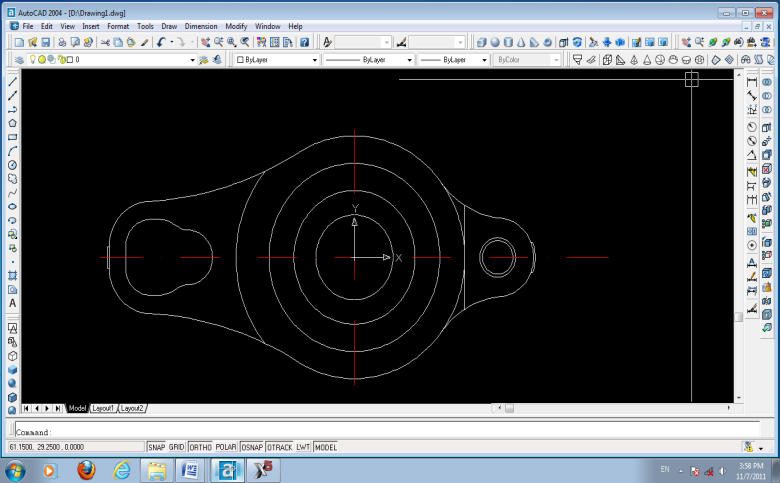 AutoCAD 2004 - [D:\Drawing1.dwg]
File Edit View Insert Format Tools Draw Dimension Modify Window Help
0 ByLayer ByLayer ByLayer ByColor
Y
X
A
Model Layout1 Layout2
Command:
61.1500, 29.2500, 0.0000 SNAP GRID ORTHO POLAR OSNAP OTRACK LWT MODEL
EN 3:58 PM
11/7/2011